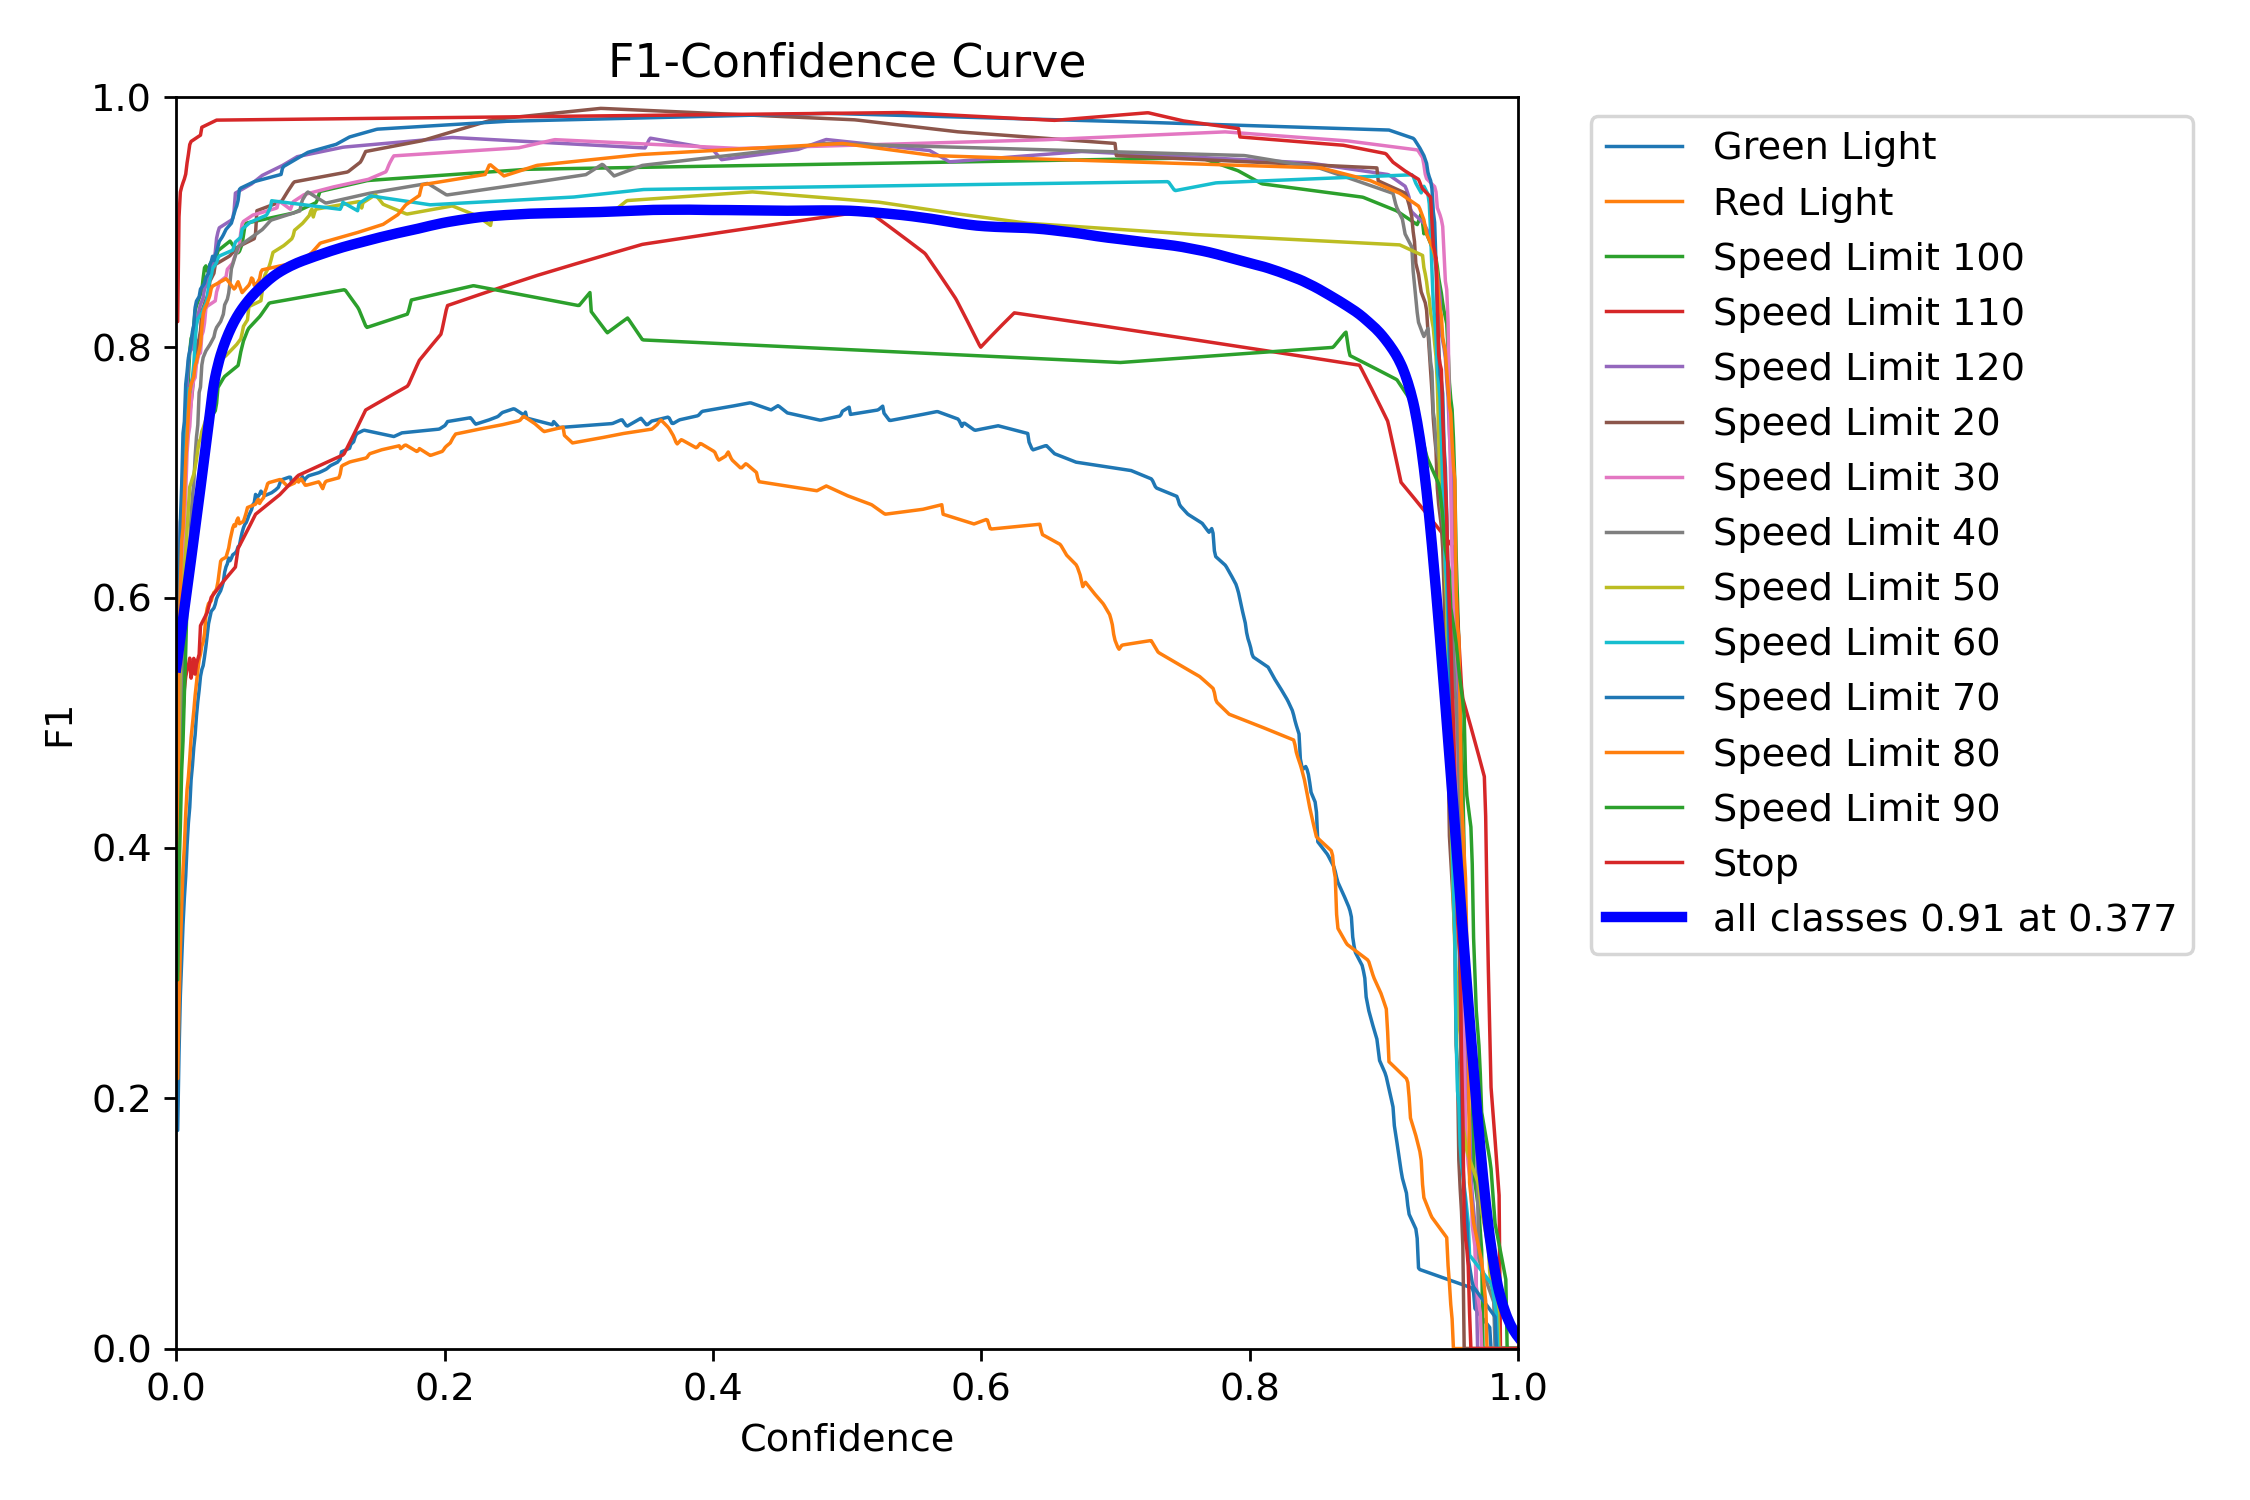 F1-Confidence Curve
1.0
0.8
0.6
0.4
0.2
0.0
F1
0.0 0.2 0.4 0.6 0.8 1.0
Confidence
Green Light
Red Light
Speed Limit 100
Speed Limit 110
Speed Limit 120
Speed Limit 20
Speed Limit 30
Speed Limit 40
Speed Limit 50
Speed Limit 60
Speed Limit 70
Speed Limit 80
Speed Limit 90
Stop
all classes 0.91 at 0.377